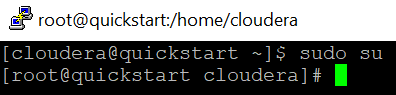 root@quickstart:/home/cloudera
[cloudera@quickstart ~]$ sudo su
[root@quickstart cloudera]#